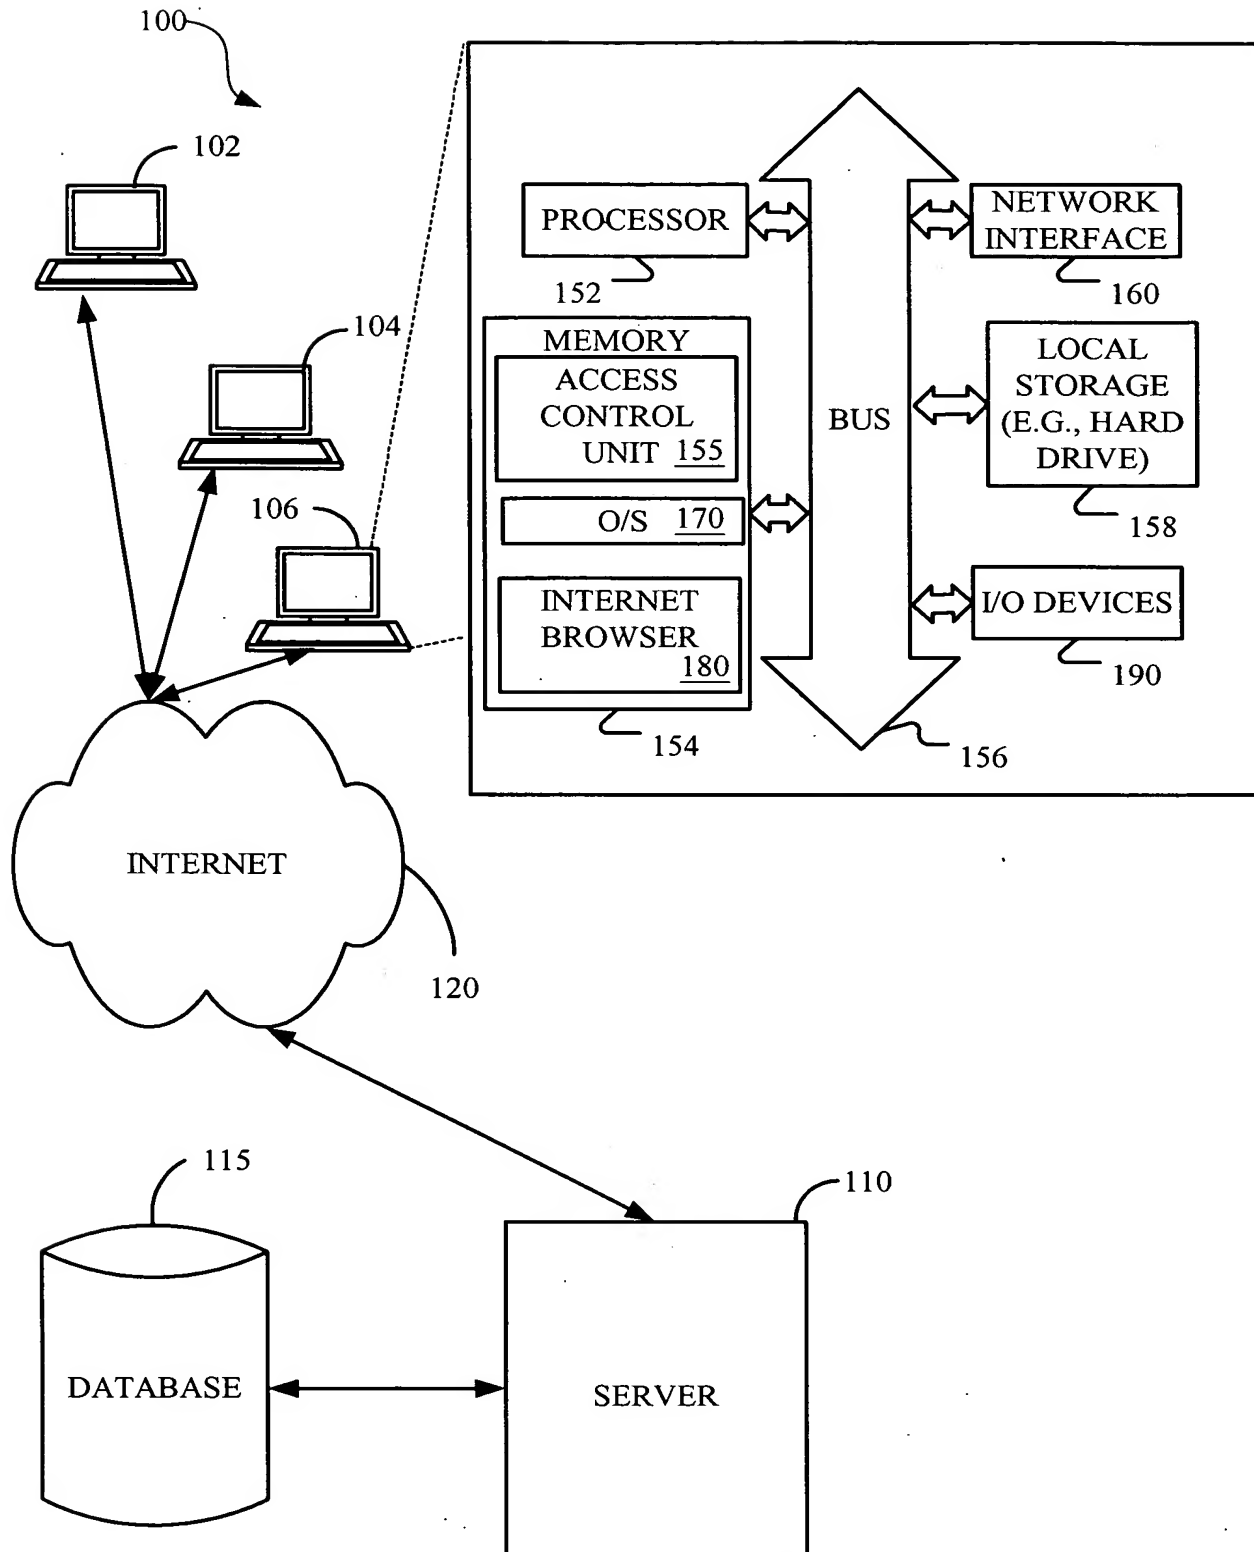 100
102
104
106
PROCESSOR
152
NETWORK
INTERFACE
160
MEMORY
ACCESS
CONTROL
UNIT 155
O/S 170
INTERNET
BROWSER
180
154
BUS
156
LOCAL
STORAGE
(E.G., HARD
DRIVE)
158
I/O DEVICES
190
INTERNET
120
115
DATABASE
110
SERVER